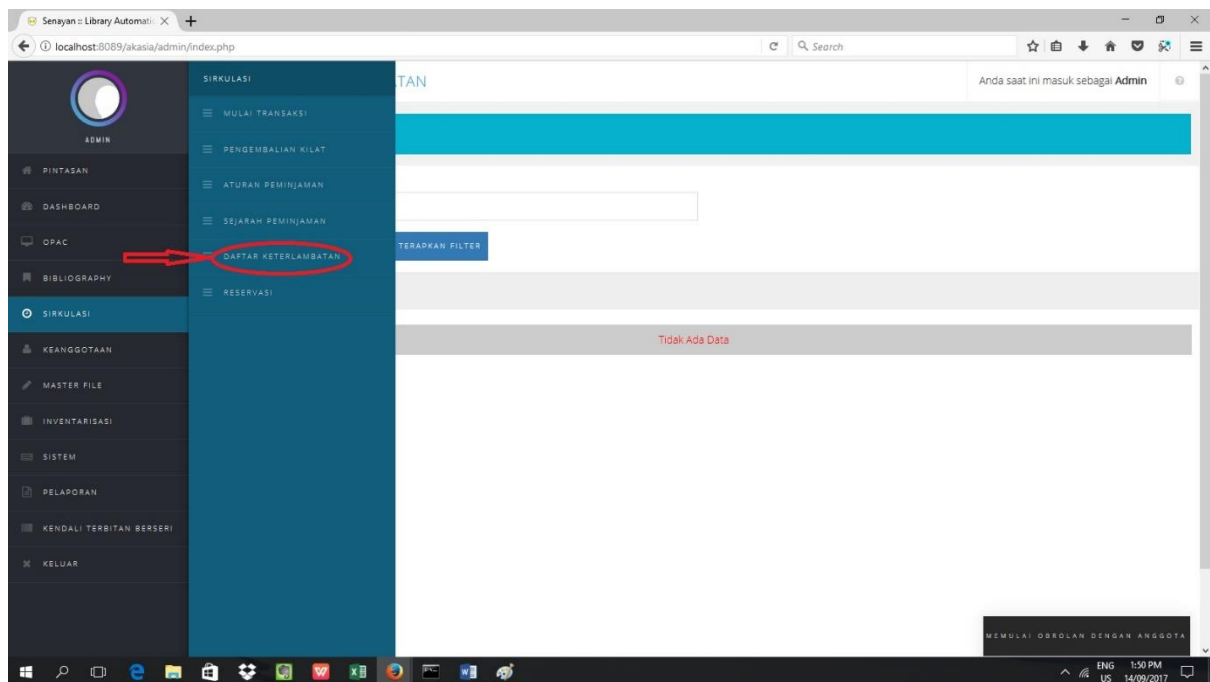 Senayan :: Library Automatic
localhost:8089/akasia/admin/index.php
Search
ADMIN
PINTASAN
DASHBOARD
OPAC
BIBLIOGRAPHY
SIRKULASI
KEANGGOTAAN
MASTER FILE
INVENTARISASI
SISTEM
PELAPORAN
KENDALI TERBITAN BERSERI
KELUAR
SIRKULASI
MULAI TRANSAKSI
PENGEMBALIAN KILAT
ATURAN PEMINJAMAN
SEJARAH PEMINJAMAN
DAFTAR KETERLAMBATAN
RESERVASI
TAN
Anda saat ini masuk sebagai Admin
TERAPKAN FILTER
Tidak Ada Data
MEMULAI OBROLAN DENGAN ANGGOTA
ENG 1:50 PM
US 14/09/2017